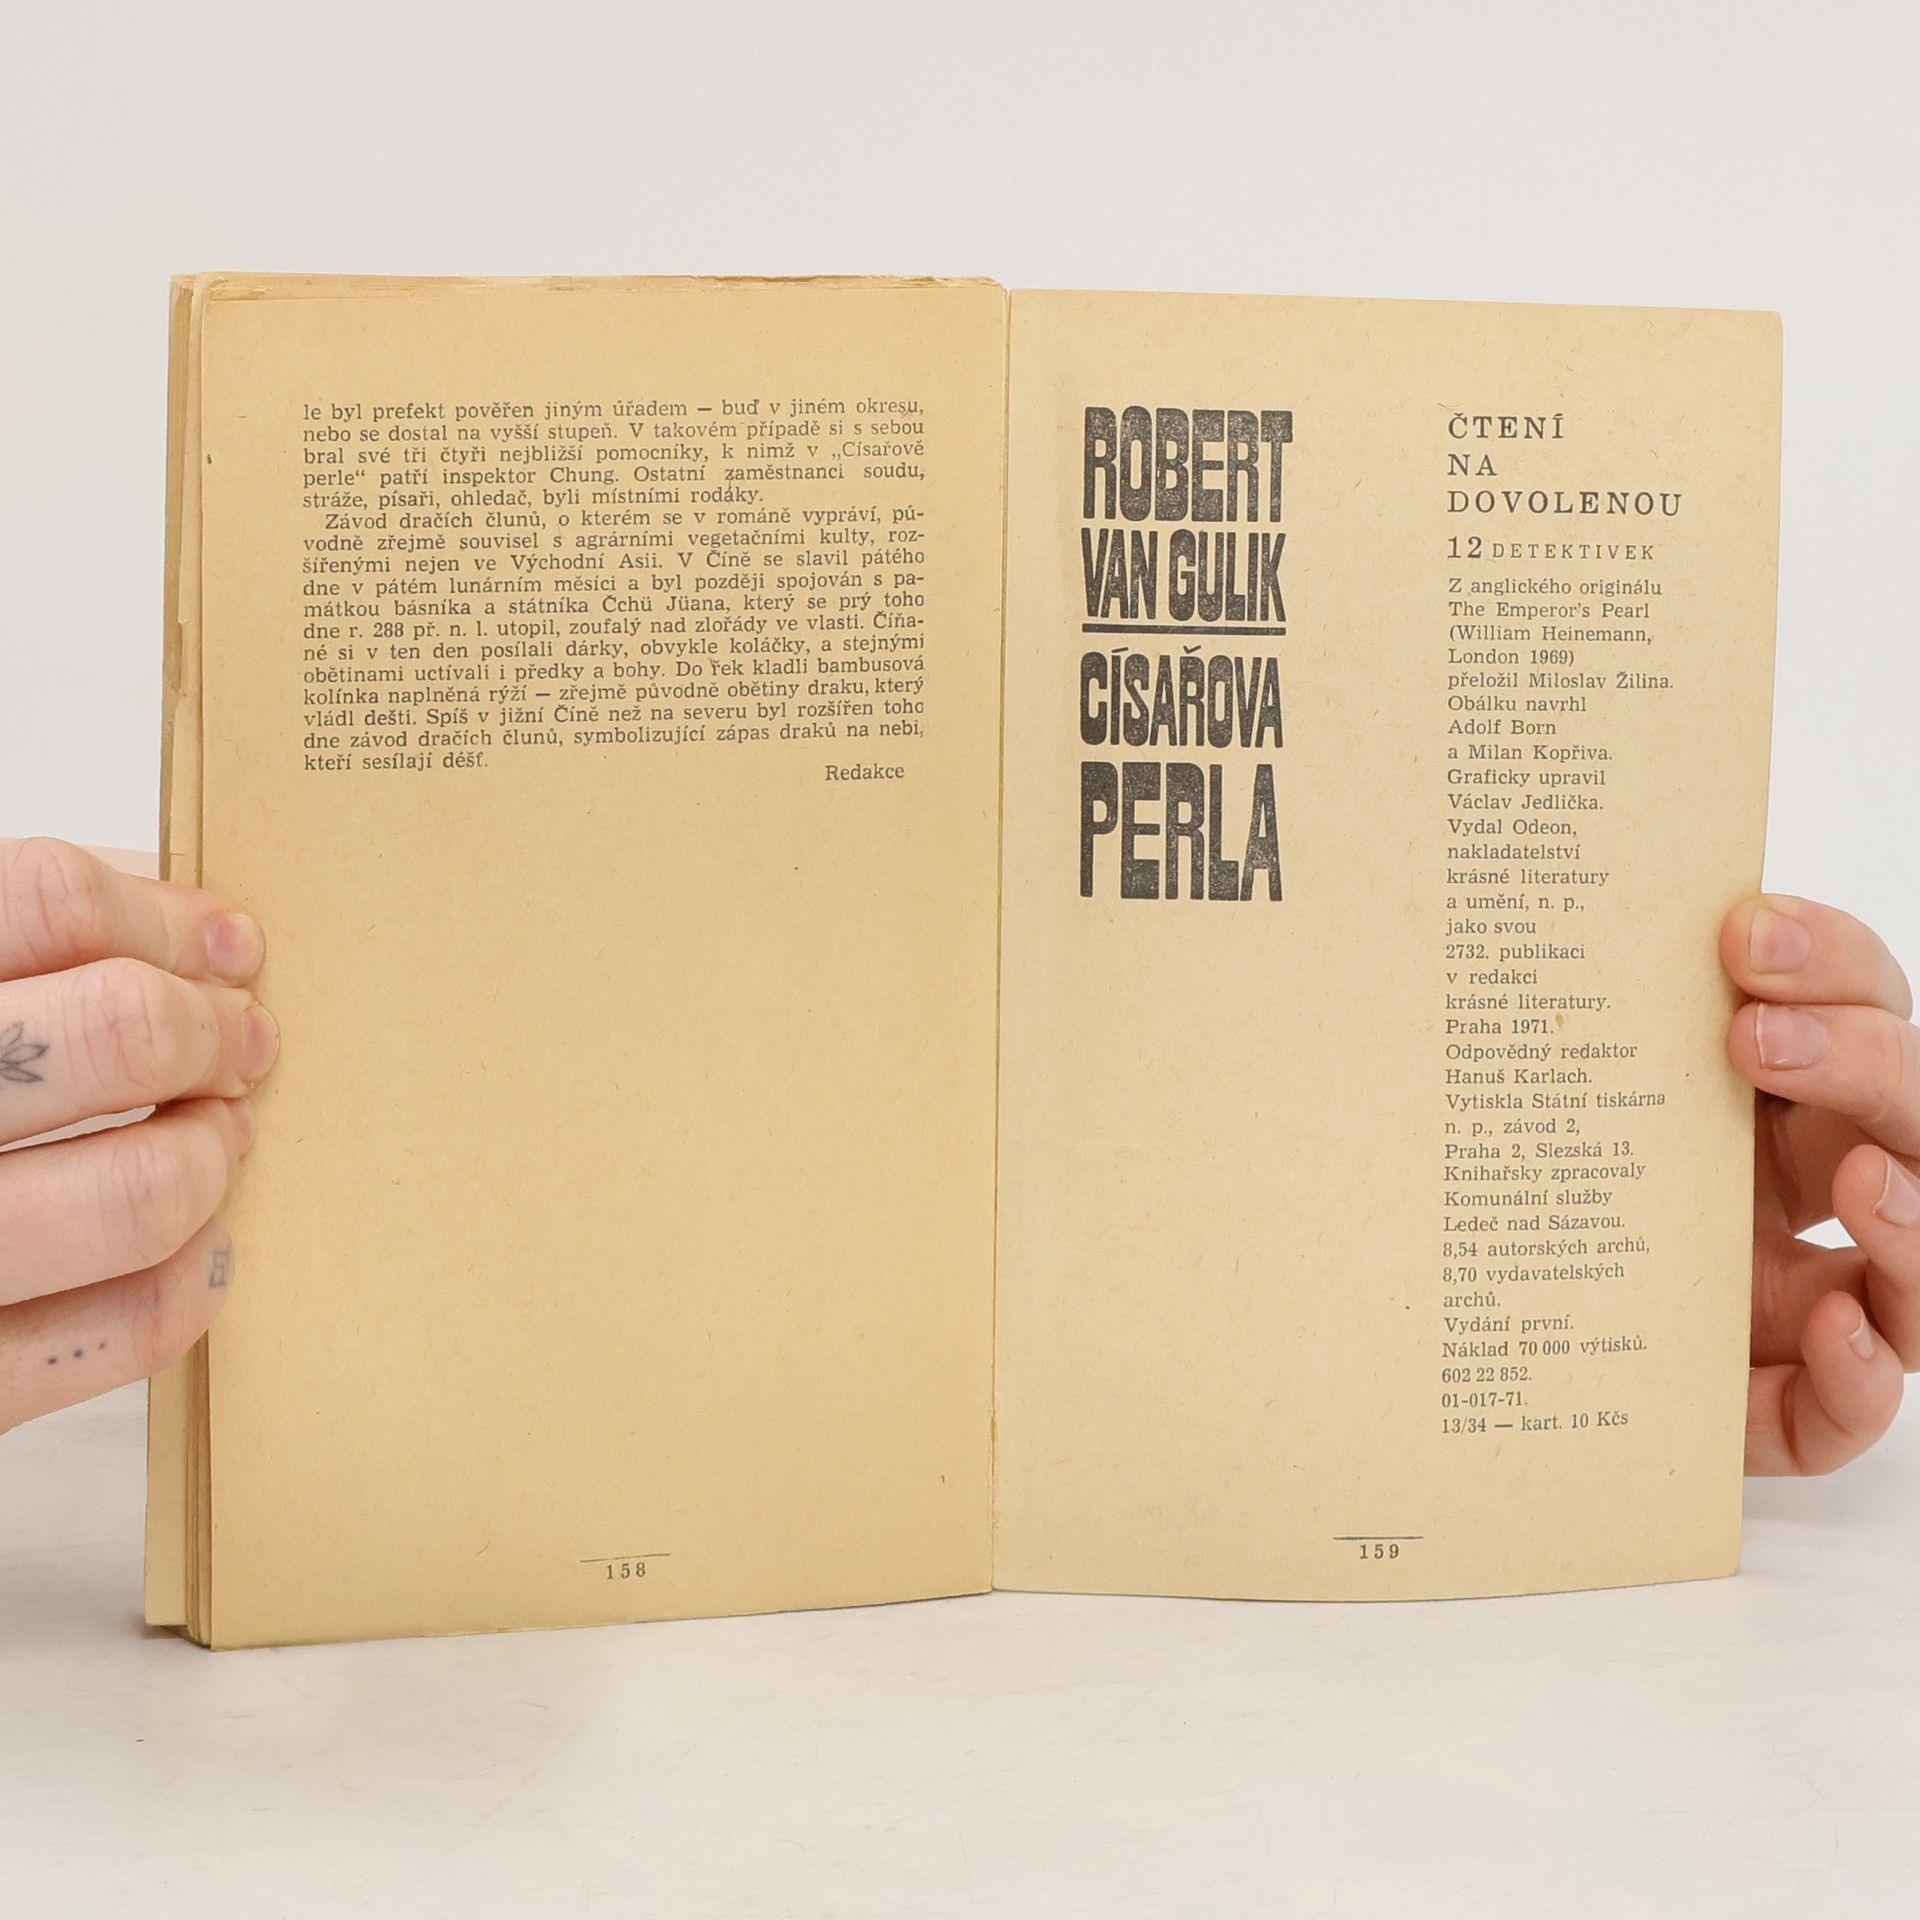 le byl prefekt pověřen jiným úřadem — buď v jiném okresu,
nebo se dostal na vyšší stupeň. V takovém případě si s sebou
bral své tři čtyři nejbližší pomocníky, k nimž v „Císařově
perle“ patří inspektor Chung. Ostatní zaměstnanci soudu,
stráže, písaři, ohledač, byli místními rodáky.
Závod dračích člunů, o kterém se v románě vypráví, pů-
vodně zřejmě souvisel s agrárními vegetačními kulty, roz-
šířenými nejen ve Východní Asii. V Číně se slavil pátého
dne v pátém lunárním měsíci a byl později spojován s pa-
mátkou básníka a státníka Čchü Jüana, který se prý toho
dne r. 288 př. n. l. utopil, zoufalý nad zlořády ve vlasti. Číňa-
né si v ten den posílali dárky, obvykle koláčky, a stejnými
obětinami uctívali i předky a bohy. Do řek kladli bambusová
kolínka naplněná rýží — zřejmě původně obětiny draku, který
vládl dešti. Spíš v jižní Číně než na severu byl rozšířen toho
dne závod dračích člunů, symbolizující zápas draků na nebi,
kteří sesílají déšť.
Redakce
158
ROBERT
VAN GULIK
CÍSAŘOVA
PERLA
ČTENÍ
NA
DOVOLENOU
12 DETEKTIVEK
Z anglického originálu
The Emperor's Pearl
(William Heinemann,
London 1969)
přeložil Miloslav Žilina.
Obálku navrhl
Adolf Born
a Milan Kopřiva.
Graficky upravil
Václav Jedlička.
Vydal Odeon,
nakladatelství
krásné literatury
a umění, n. p.,
jako svou
2732. publikaci
v redakci
krásné literatury.
Praha 1971.
Odpovědný redaktor
Hanuš Karlach.
Vytiskla Státní tiskárna
n. p., závod 2,
Praha 2, Slezská 13.
Knihařsky zpracovaly
Komunální služby
Ledeč nad Sázavou.
8,54 autorských archů,
8,70 vydavatelských
archů.
Vydání první.
Náklad 70 000 výtisků.
602 22 852.
01-017-71.
13/34 — kart. 10 Kčs
159